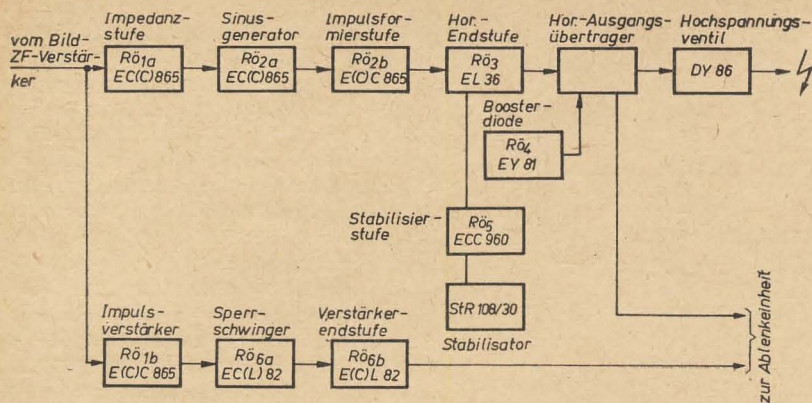 vom Bild-
ZF-Verstär-
ker
Impedanz-
stufe
Rö1a
EC(C)865
Sinus-
generator
Rö2a
EC(C)865
Impulsfor-
mierstufe
Rö2b
E(C)C 865
Hor.-
Endstufe
Rö3
EL 36
Hor.-Ausgangs-
übertrager
Hochspannungs-
ventil
DY 86
Booster-
diode
Rö4
EY 81
Stabilisier-
stufe
Rö5
ECC 960
StR 108/30
Stabilisator
Impuls-
verstärker
Rö1b
E(C)C 865
Sperr-
schwinger
Rö6a
EC(L) 82
Verstärker-
endstufe
Rö6b
E(C)L 82
zur Ablenkeinheit